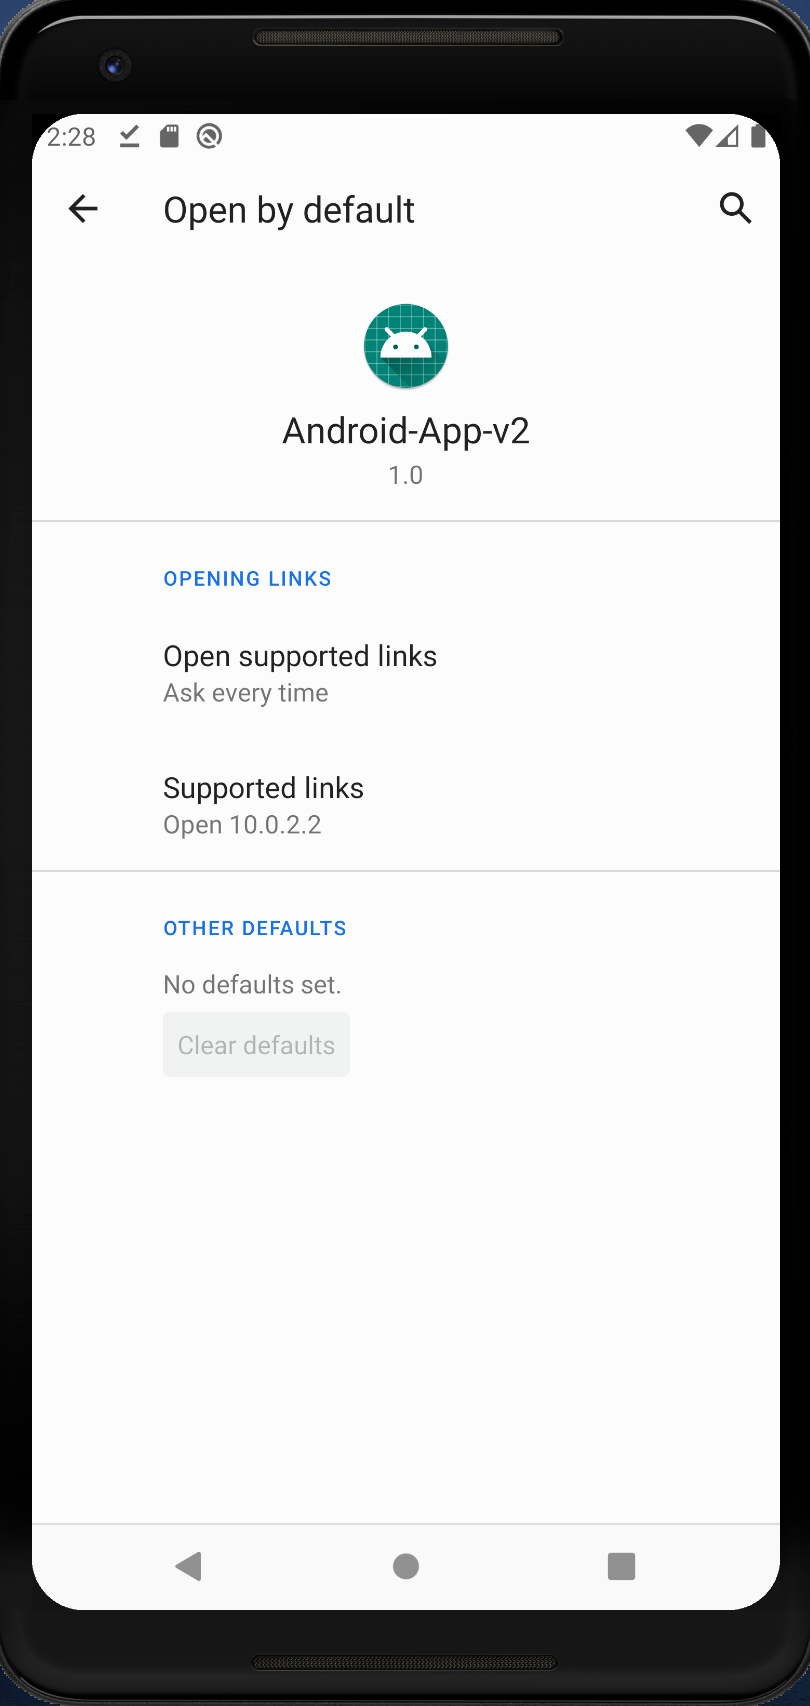 2:28
Open by default
Android-App-v2
1.0
OPENING LINKS
Open supported links
Ask every time
Supported links
Open 10.0.2.2
OTHER DEFAULTS
No defaults set.
Clear defaults